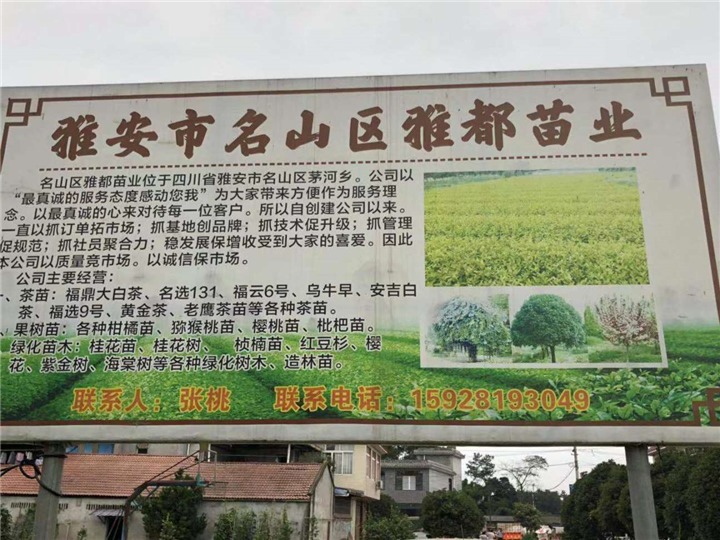 雅安市名山区雅都苗业
名山区雅都苗业位于四川省雅安市名山区茅河乡。公司以
“最真诚的服务态度感动您我”为大家带来方便作为服务理
念。以最真诚的心来对待每一位客户。所以自创建公司以来。
一直以抓订单拓市场；抓基地创品牌；抓技术促升级；抓管理
促规范；抓社员聚合力；稳发展保增收受到大家的喜爱。因此
本公司以质量竞市场。以诚信保市场。
公司主要经营：
、茶苗：福鼎大白茶、名选131、福云6号、乌牛早、安吉白
茶、福选9号、黄金茶、老鹰茶苗等各种茶苗。
果树苗：各种柑橘苗、猕猴桃苗、樱桃苗、枇杷苗。
绿化苗木：桂花苗、桂花树、 桢楠苗、红豆杉、樱
花、紫金树、海棠树等各种绿化树木、造林苗。
联系人：张桃 联系电话：15928193049